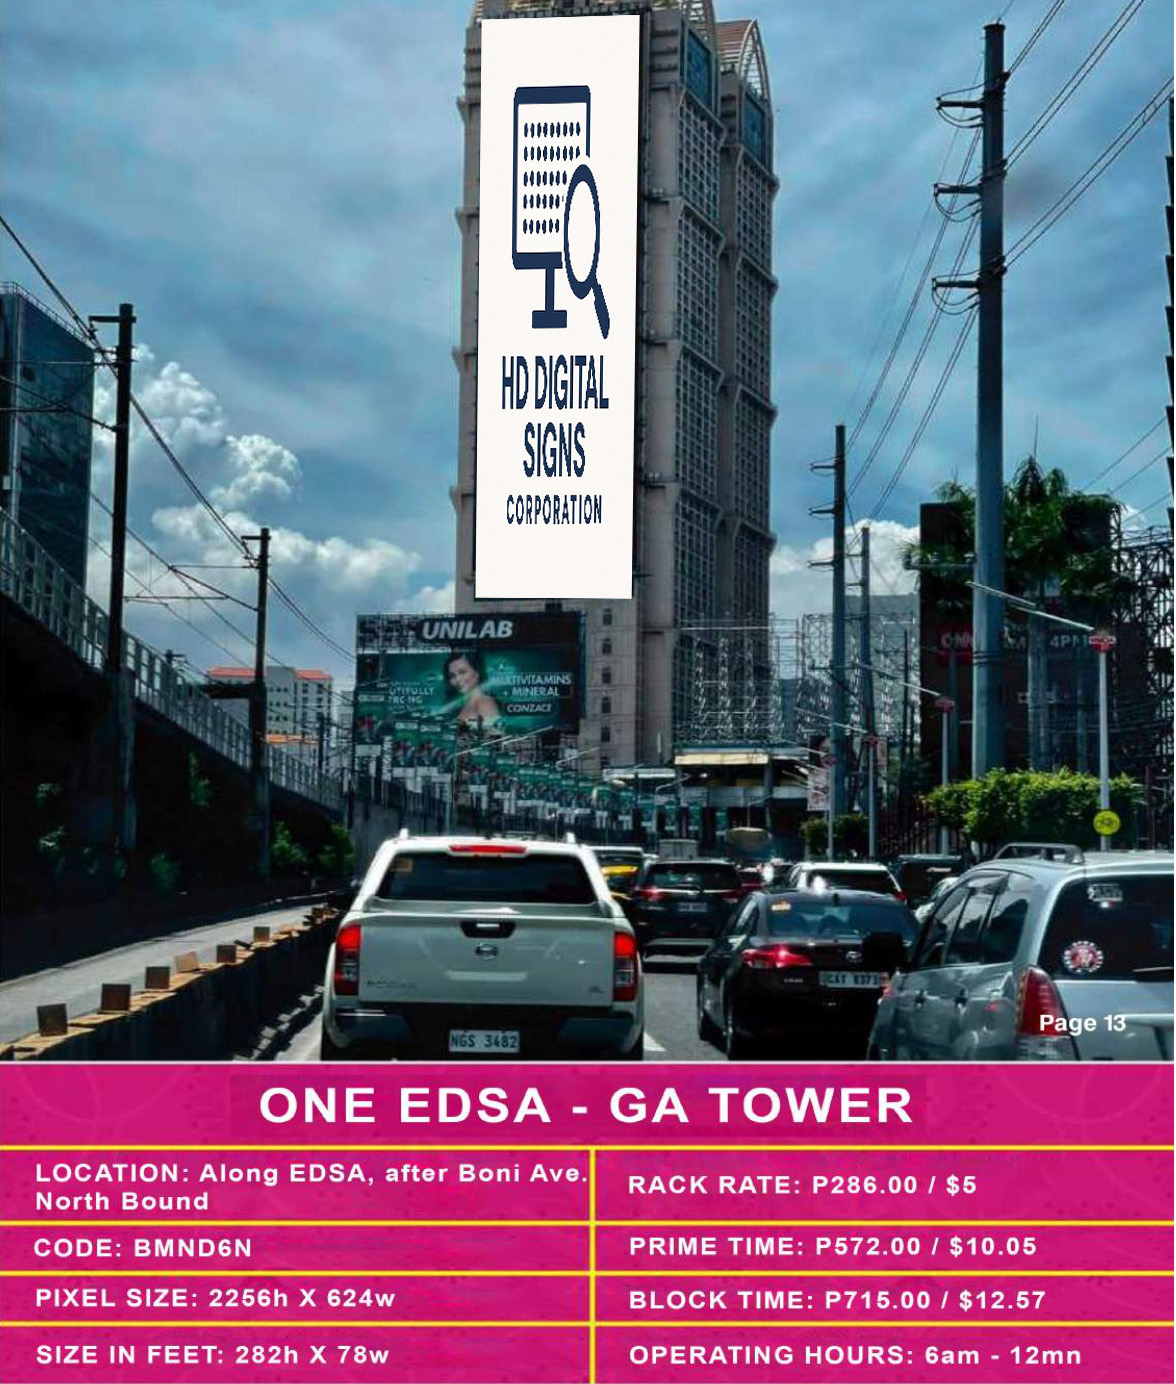 HD DIGITAL
SIGNS
CORPORATION
UNILAB
MULTIVITAMINS
+ MINERAL
CONZACE
CNN
4PM
NGS 3482
Page 13
ONE EDSA - GA TOWER
LOCATION: Along EDSA, after Boni Ave.
North Bound
RACK RATE: P286.00 / $5
CODE: BMND6N
PRIME TIME: P572.00 / $10.05
PIXEL SIZE: 2256h X 624w
BLOCK TIME: P715.00 / $12.57
SIZE IN FEET: 282h X 78w
OPERATING HOURS: 6am - 12mn